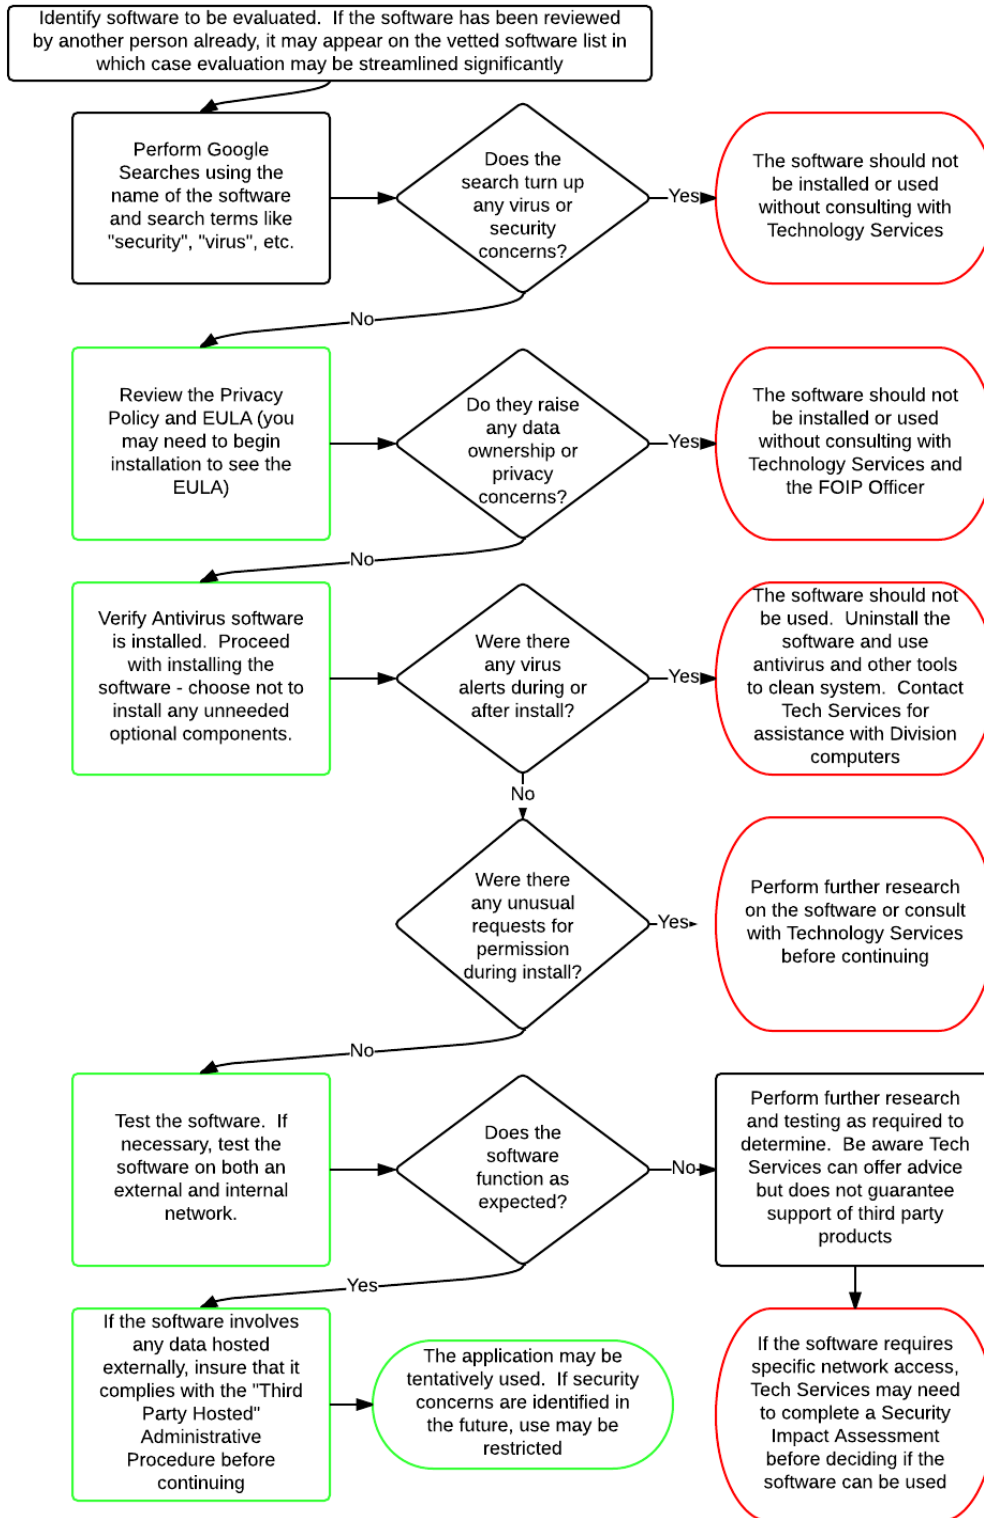 Identify software to be evaluated.  If the software has been reviewed
by another person already, it may appear on the vetted software list in
which case evaluation may be streamlined significantly
Perform Google
Searches using the
name of the software
and search terms like
"security", "virus", etc.
Does the
search turn up
any virus or
security
concerns?
Yes
The software should not
be installed or used
without consulting with
Technology Services
No
Review the Privacy
Policy and EULA (you
may need to begin
installation to see the
EULA)
Do they raise
any data
ownership or
privacy
concerns?
Yes
The software should not
be installed or used
without consulting with
Technology Services and
the FOIP Officer
No
Verify Antivirus software
is installed.  Proceed
with installing the
software - choose not to
install any unneeded
optional components.
Were there
any virus
alerts during or
after install?
Yes
The software should not
be used.  Uninstall the
software and use
antivirus and other tools
to clean system.  Contact
Tech Services for
assistance with Division
computers
No
Were there
any unusual
requests for
permission
during install?
Yes
Perform further research
on the software or consult
with Technology Services
before continuing
No
Test the software.  If
necessary, test the
software on both an
external and internal
network.
Does the
software
function as
expected?
No
Perform further research
and testing as required to
determine.  Be aware Tech
Services can offer advice
but does not guarantee
support of third party
products
Yes
If the software involves
any data hosted
externally, insure that it
complies with the "Third
Party Hosted"
Administrative
Procedure before
continuing
The application may be
tentatively used.  If security
concerns are identified in
the future, use may be
restricted
If the software requires
specific network access,
Tech Services may need
to complete a Security
Impact Assessment
before deciding if the
software can be used